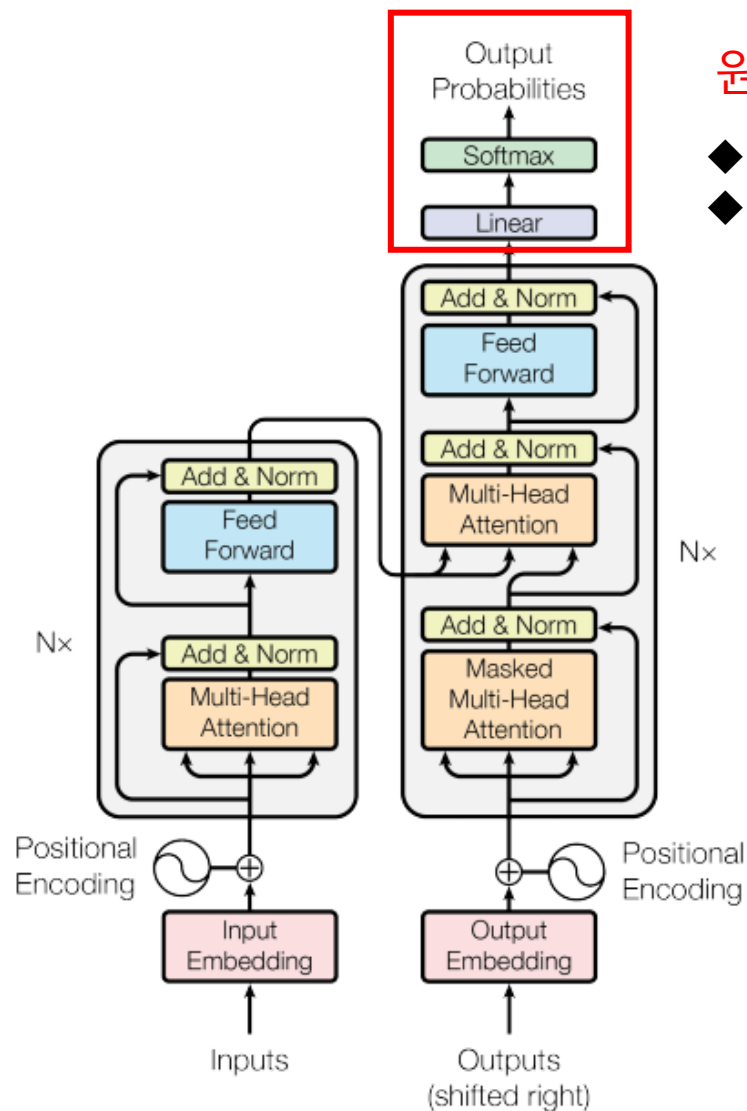 Output
Probabilities
Softmax
Linear
Add & Norm
Feed
Forward
Add & Norm
Multi-Head
Attention
Add & Norm
Masked
Multi-Head
Attention
N×
Add & Norm
Feed
Forward
Add & Norm
Multi-Head
Attention
N×
Positional
Encoding
Positional
Encoding
Input
Embedding
Output
Embedding
Inputs
Outputs
(shifted right)